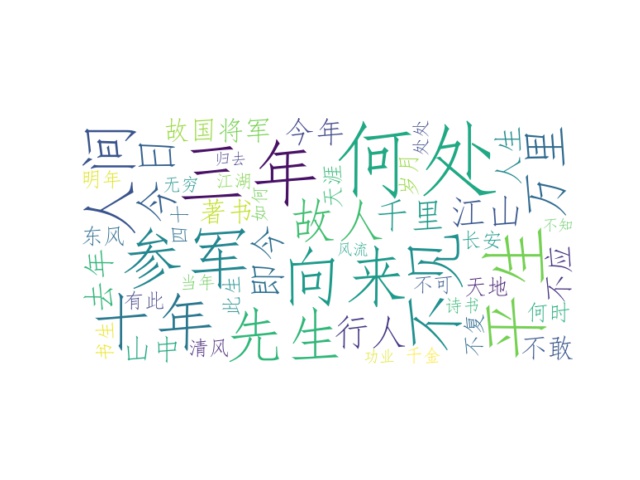 故国
将军
今年
何处
处处
人间
今日
归去
三年
岁月
人生
万里
明年
无穷
江湖
天涯
如何
著书
四十
故人
千里
江山
不知
东风
参军
即今
风流
不见
长安
平生
不应
去年
有此
当年
此生
向来
不可
天地
诗书
何时
书生
十年
山中
清风
先生
行人
不复
不敢
功业
千金